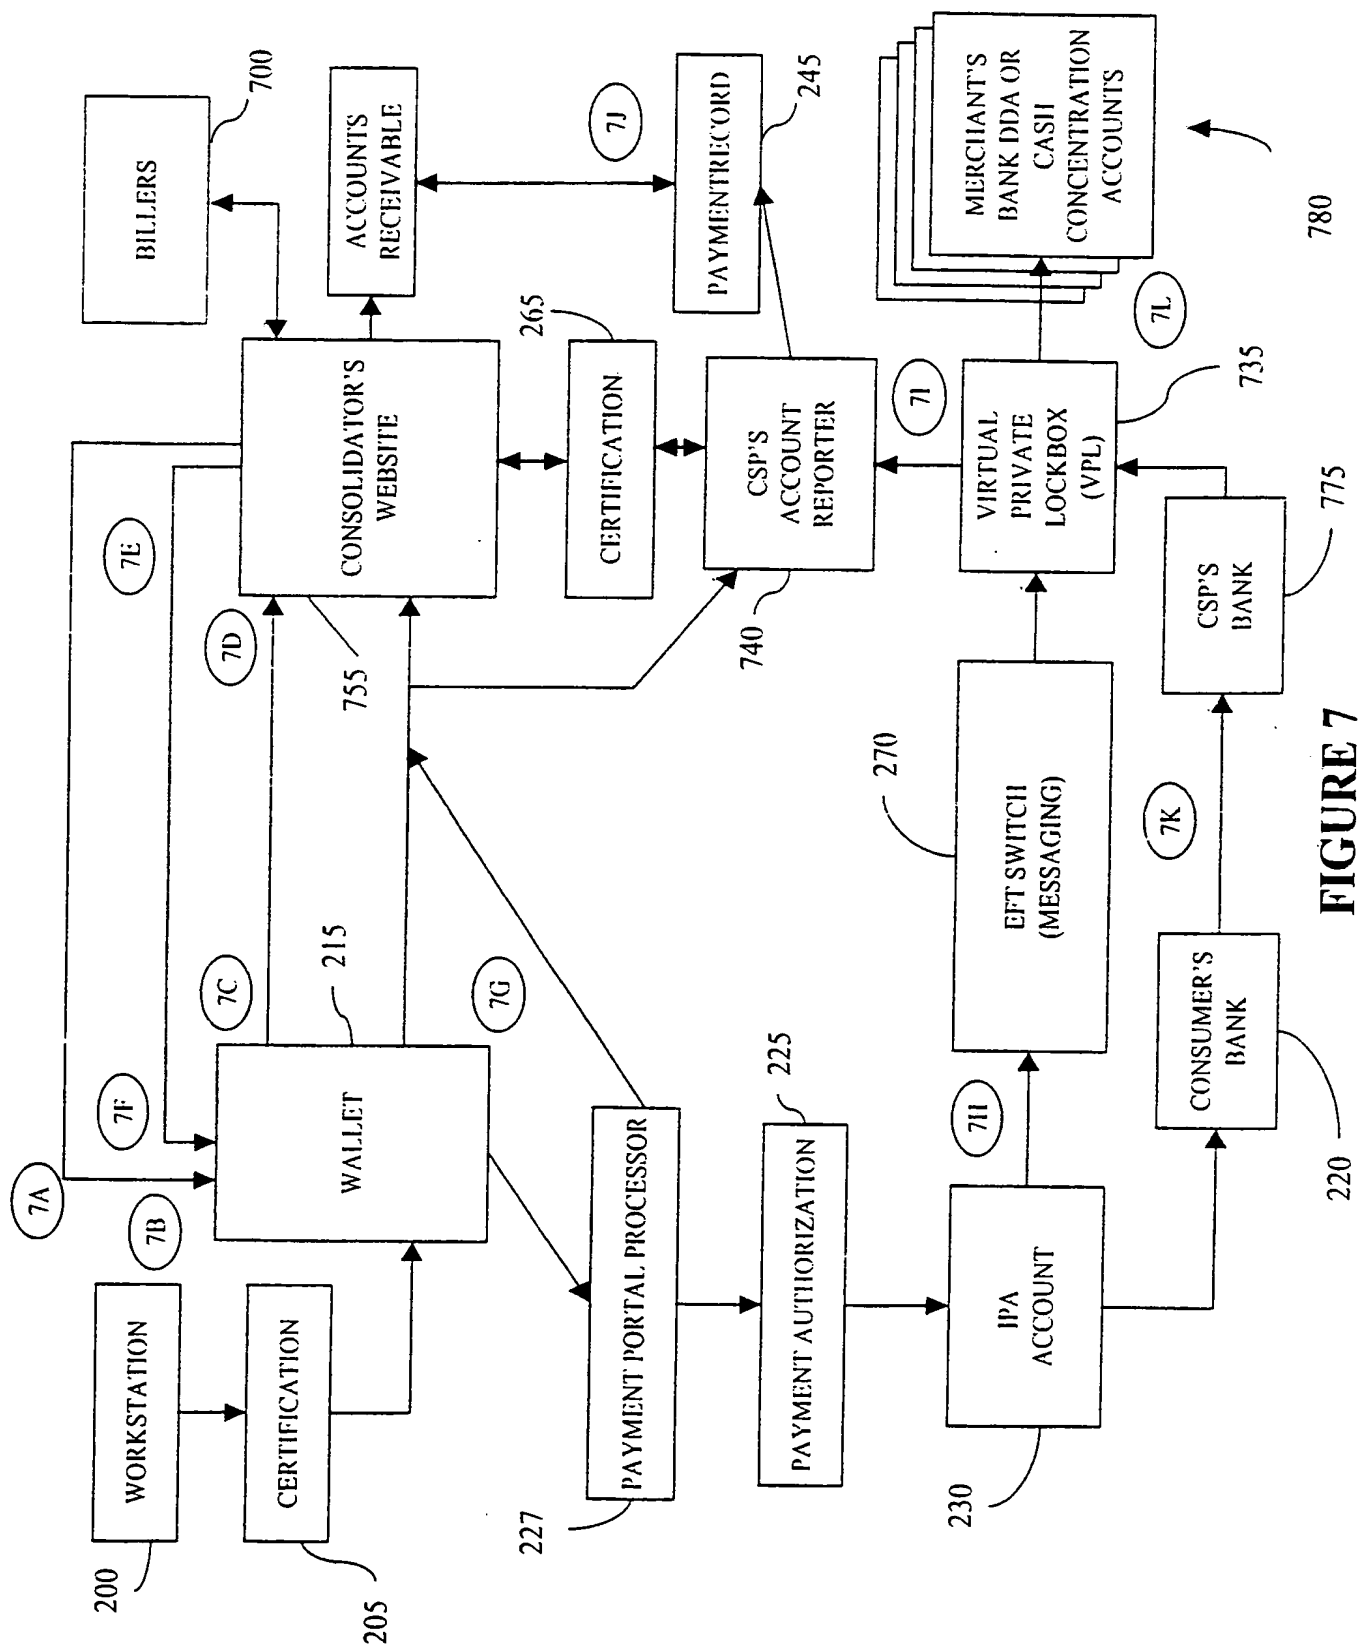 7A
7B
7F
7C
7D
7E
WORKSTATION
200
CERTIFICATION
205
WALLET
215
CONSOLIDATOR'S
WEBSITE
755
BILLERS
700
ACCOUNTS
RECEIVABLE
7G
7J
PAYMENT PORTAL PROCESSOR
227
CERTIFICATION
265
PAYMENTRECORD
245
PAYMENT AUTHORIZATION
225
CSP'S
ACCOUNT
REPORTER
740
7I
IPA
ACCOUNT
230
7H
EFT SWITCH
(MESSAGING)
270
VIRTUAL
PRIVATE
LOCKBOX
(VPL)
735
7L
MERCHANT'S
BANK DDA OR
CASH
CONCENTRATION
ACCOUNTS
780
CONSUMER'S
BANK
220
7K
CSP'S
BANK
775
FIGURE 7